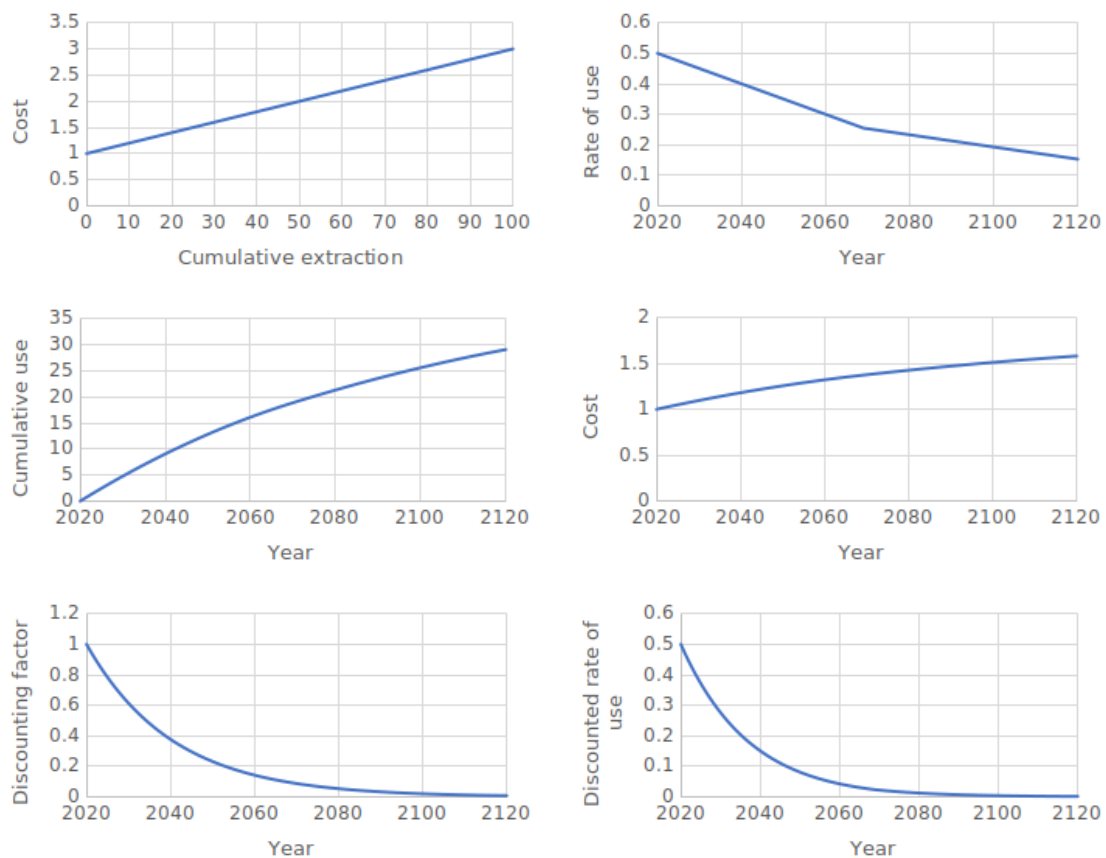 3.5
3
2.5
2
1.5
1
0.5
0
0 10 20 30 40 50 60 70 80 90 100
Cost
Cumulative extraction
0.6
0.5
0.4
0.3
0.2
0.1
0
2020 2040 2060 2080 2100 2120
Rate of use
Year
35
30
25
20
15
10
5
0
2020 2040 2060 2080 2100 2120
Cumulative use
Year
2
1.5
1
0.5
0
2020 2040 2060 2080 2100 2120
Cost
Year
1.2
1
0.8
0.6
0.4
0.2
0
2020 2040 2060 2080 2100 2120
Discounting factor
Year
0.6
0.5
0.4
0.3
0.2
0.1
0
2020 2040 2060 2080 2100 2120
Discounted rate of
use
Year